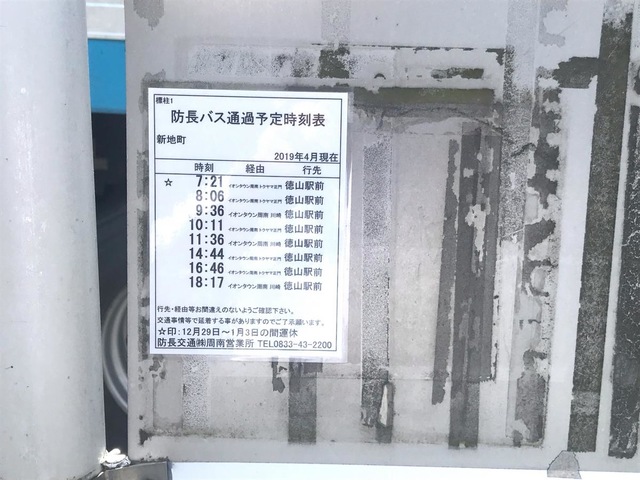 標柱1
防長バス通過予定時刻表
新地町
2019年4月現在
時刻 経由 行先
☆ 7:21 イオンタウン周南 トクヤマ正門 徳山駅前
8:06 イオンタウン周南 トクヤマ正門 徳山駅前
9:36 イオンタウン周南 川崎 徳山駅前
10:11 イオンタウン周南 トクヤマ正門 徳山駅前
11:36 イオンタウン周南 川崎 徳山駅前
14:44 イオンタウン周南 トクヤマ正門 徳山駅前
16:46 イオンタウン周南 トクヤマ正門 徳山駅前
18:17 イオンタウン周南 川崎 徳山駅前
行先・経由等お間違えのないようご確認下さい。
交通事情等で延着する事がありますのでご了承願います。
☆印:12月29日～1月3日の間運休
防長交通㈱周南営業所 TEL0833-43-2200